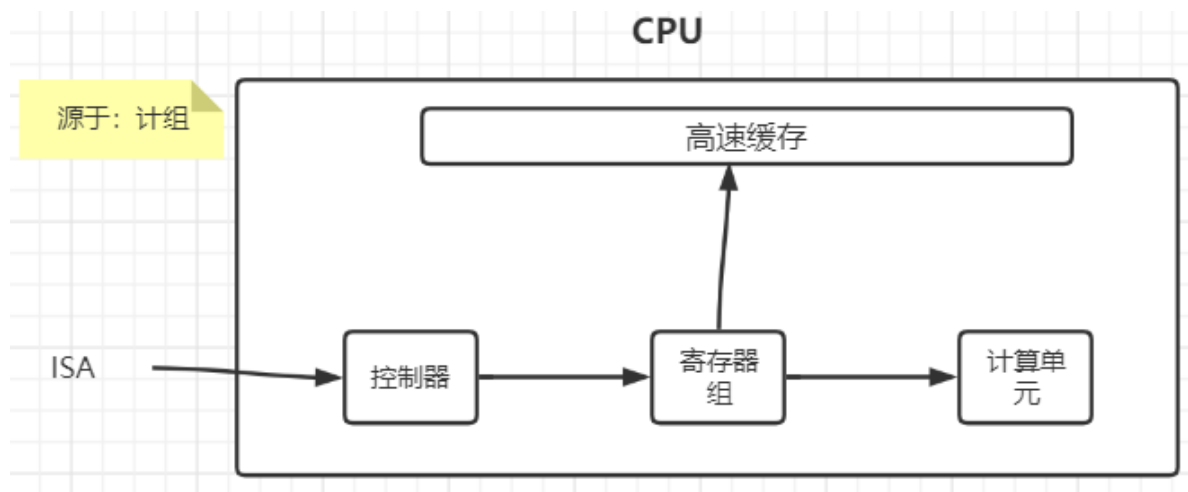 CPU
源于：计组
高速缓存
ISA
控制器
寄存器
组
计算单
元